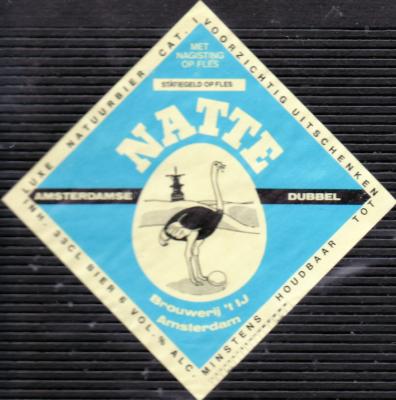 LUXE NATUURBIER CAT. I
VOORZICHTIG UITSCHENKEN
MET
NAGISTING
OP FLES
STATIEGELD OP FLES
NATTE
AMSTERDAMSE DUBBEL
Brouwerij 't IJ
Amsterdam
INH. 33CL BIER 6 VOL.% ALC.
MINSTENS HOUDBAAR TOT